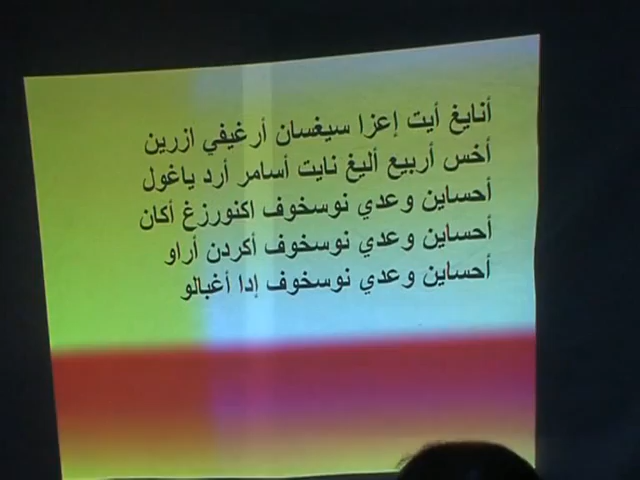 أنايغ أيت إعزا سيغسان أرغيفي ازرين
أخس أربيع أليغ نايت أسامر أرد ياغول
أحساين وعدي نوسخوف اكنورزغ أكان
أحساين وعدي نوسخوف أكردن أراو
أحساين وعدي نوسخوف إدا أغبالو